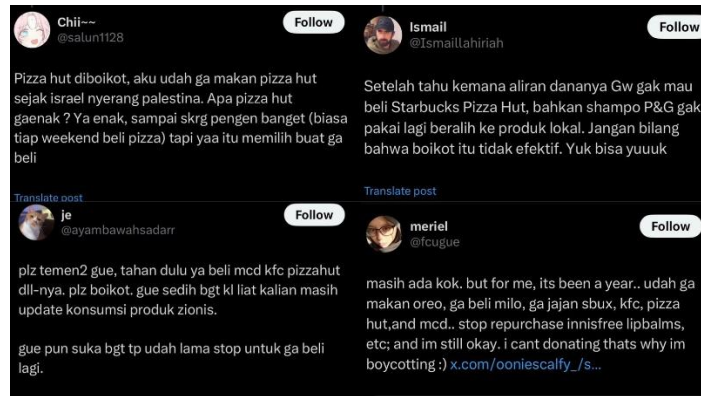 Chii~~
Follow
@salun1128
Pizza hut diboikot, aku udah ga makan pizza hut
sejak israel nyerang palestina. Apa pizza hut
gaenak ? Ya enak, sampai skrg pengen banget (biasa
tiap weekend beli pizza) tapi yaa itu memilih buat ga
beli
Translate post
Ismail
Follow
@Ismaillahiriah
Setelah tahu kemana aliran dananya Gw gak mau
beli Starbucks Pizza Hut, bahkan shampo P&G gak
pakai lagi beralih ke produk lokal. Jangan bilang
bahwa boikot itu tidak efektif. Yuk bisa yuuuk
Translate post
je
Follow
@ayambawahsadarr
plz temen2 gue, tahan dulu ya beli mcd kfc pizzahut
dll-nya. plz boikot. gue sedih bgt kl liat kalian masih
update konsumsi produk zionis.
gue pun suka bgt tp udah lama stop untuk ga beli
lagi.
meriel
Follow
@fcugue
masih ada kok. but for me, its been a year.. udah ga
makan oreo, ga beli milo, ga jajan sbux, kfc, pizza
hut,and mcd.. stop repurchase innisfree lipbalms,
etc; and im still okay. i cant donating thats why im
boycotting :) x.com/ooniescalfy_/s...